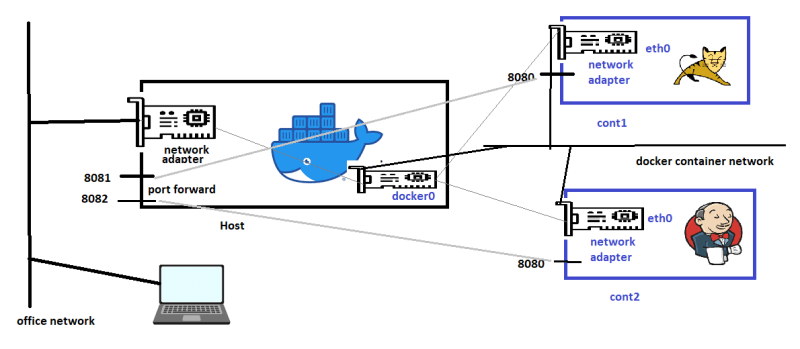 eth0
network
adapter
8080
cont1
network
adapter
docker container network
8081
port forward
docker0
8082
Host
eth0
network
adapter
8080
cont2
office network